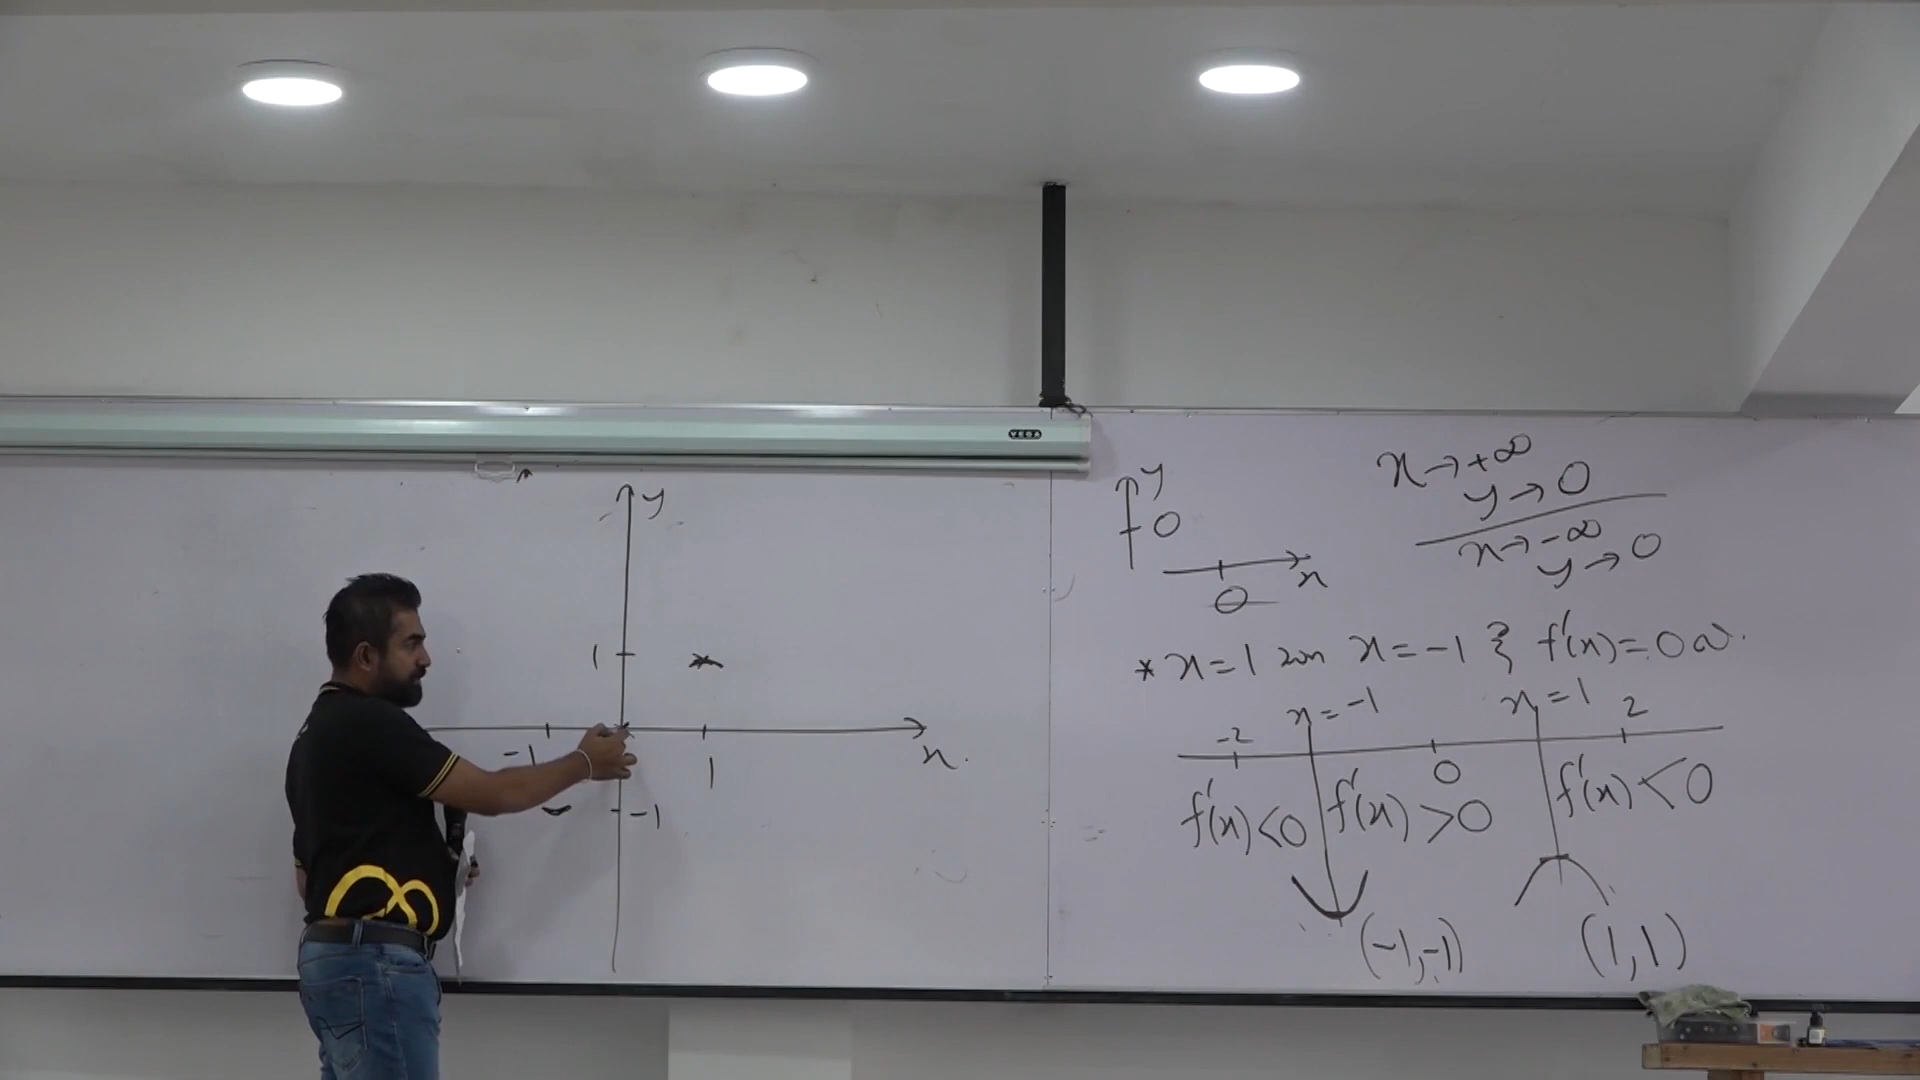 VEGA
y
1
-1
1
x.
-1
y
0
0
x
x→+∞
y→0
x→-∞
y→0
* x=1 හා x=-1 දී f'(x)=0 වේ.
x=-1
x=1
-2
0
2
f'(x)<0
f'(x)>0
f'(x)<0
(-1,-1)
(1,1)